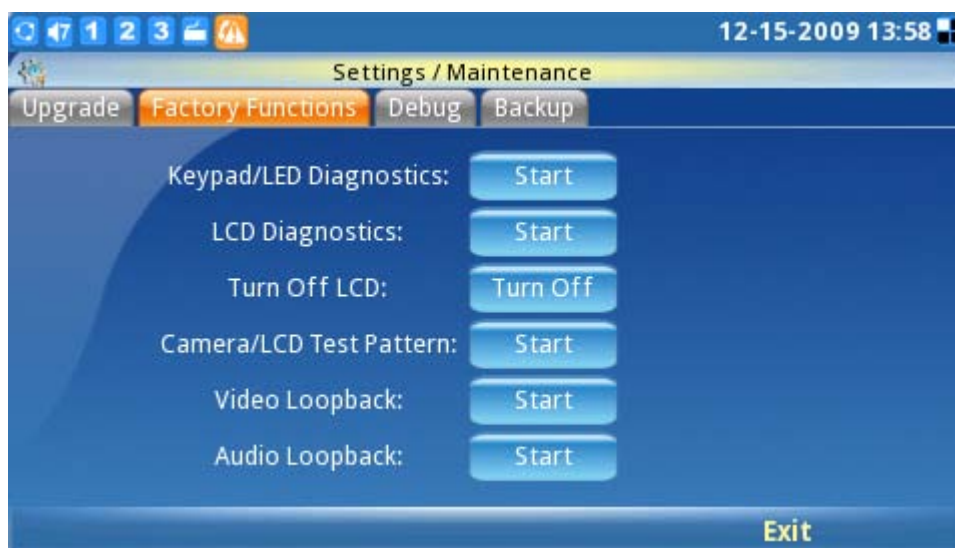 7 1 2 3 12-15-2009 13:58
Settings / Maintenance
Upgrade Factory Functions Debug Backup
Keypad/LED Diagnostics: Start
LCD Diagnostics: Start
Turn Off LCD: Turn Off
Camera/LCD Test Pattern: Start
Video Loopback: Start
Audio Loopback: Start
Exit